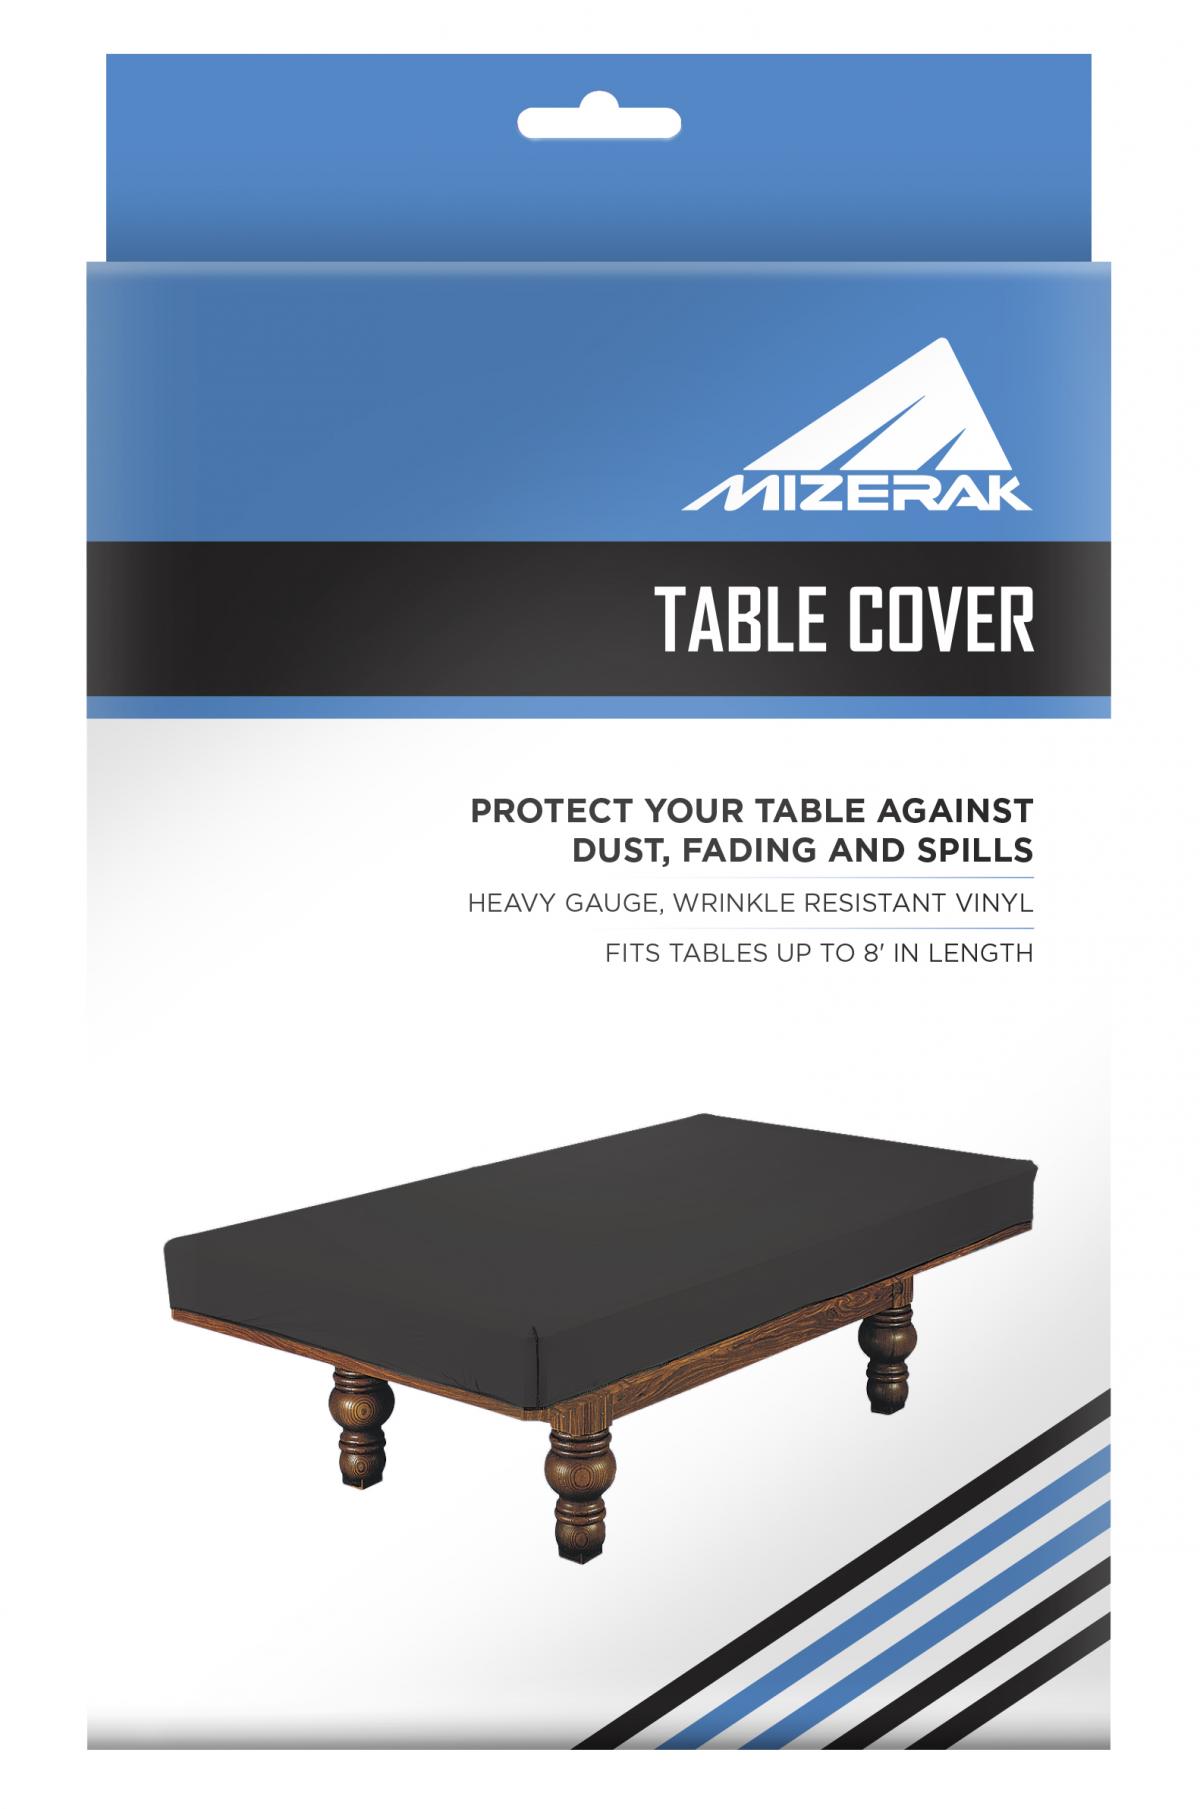 MIZERAK
TABLE COVER
PROTECT YOUR TABLE AGAINST
DUST, FADING AND SPILLS
HEAVY GAUGE, WRINKLE RESISTANT VINYL
FITS TABLES UP TO 8' IN LENGTH